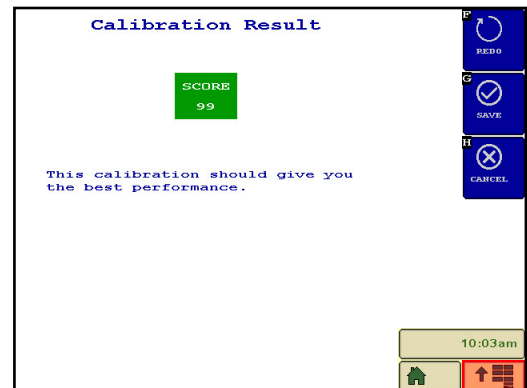 Calibration Result
SCORE
99
This calibration should give you
the best performance.
F
REDO
G
SAVE
H
CANCEL
10:03am